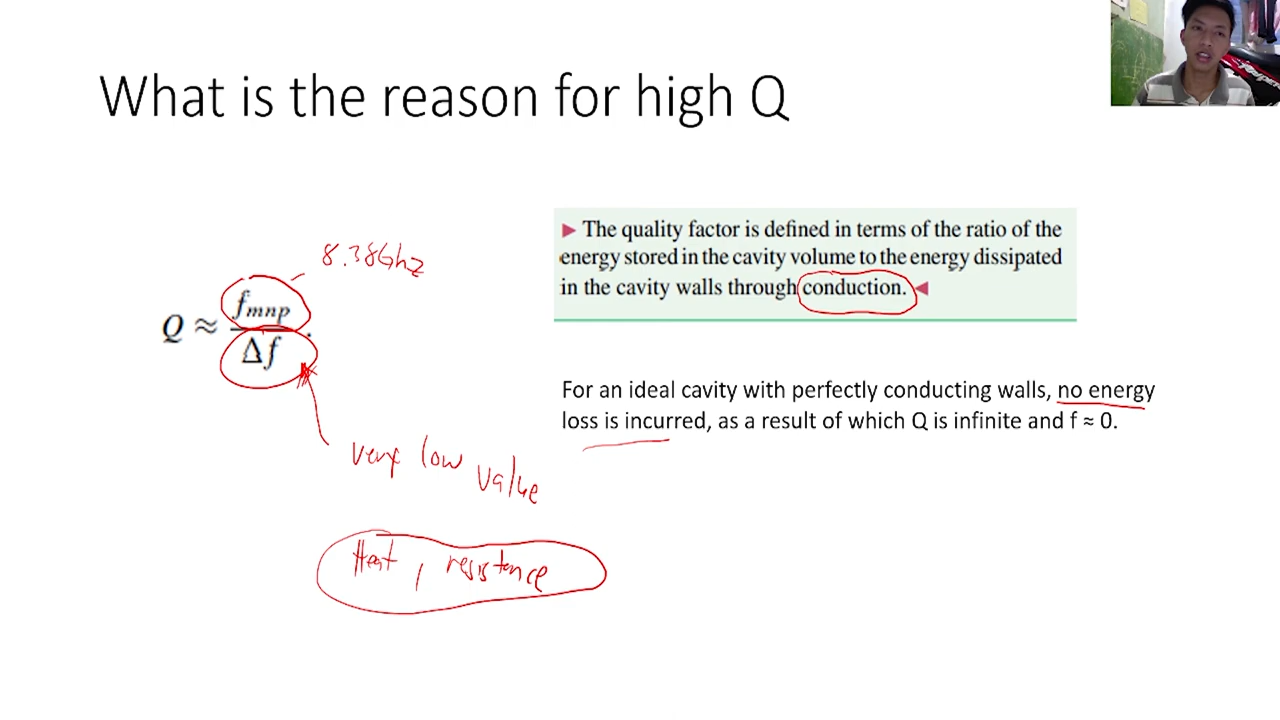 What is the reason for high Q
8.38Ghz
Q ≈ fmnp / Δf .
▶ The quality factor is defined in terms of the ratio of the
energy stored in the cavity volume to the energy dissipated
in the cavity walls through conduction. ◀
For an ideal cavity with perfectly conducting walls, no energy
loss is incurred, as a result of which Q is infinite and f ≈ 0.
very low value
Heat, resistence